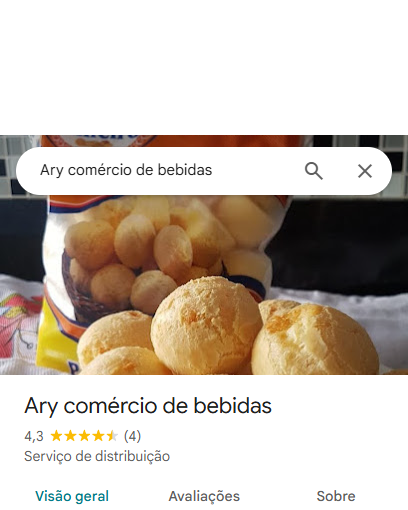 Ary comércio de bebidas
Ary comércio de bebidas
4,3 (4)
Serviço de distribuição
Visão geral Avaliações Sobre